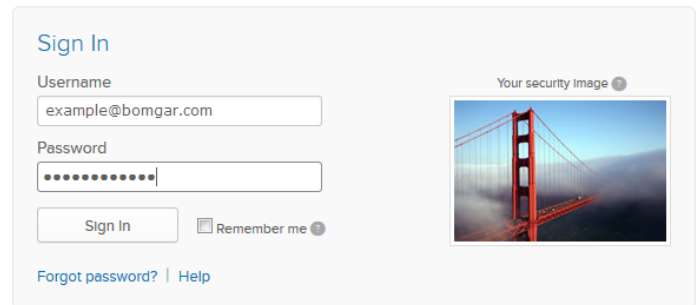 Sign In
Username
Your security image ?
example@bomgar.com
Password
••••••••••••
Sign In
Remember me ?
Forgot password? | Help